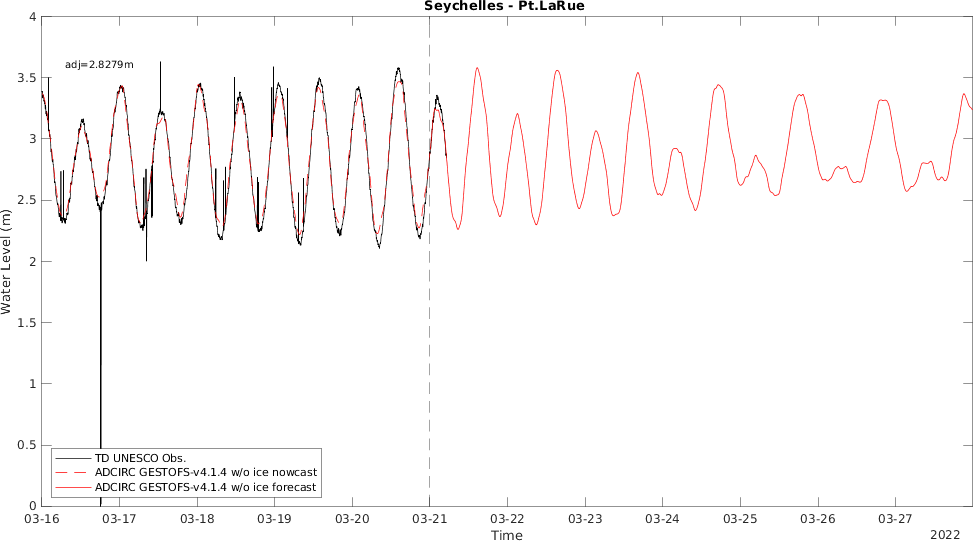 Seychelles - Pt.LaRue
adj=2.8279m
4
3.5
3
2.5
2
1.5
1
0.5
0
Water Level (m)
TD UNESCO Obs.
ADCIRC GESTOFS-v4.1.4 w/o ice nowcast
ADCIRC GESTOFS-v4.1.4 w/o ice forecast
03-16 03-17 03-18 03-19 03-20 03-21 03-22 03-23 03-24 03-25 03-26 03-27
Time
2022